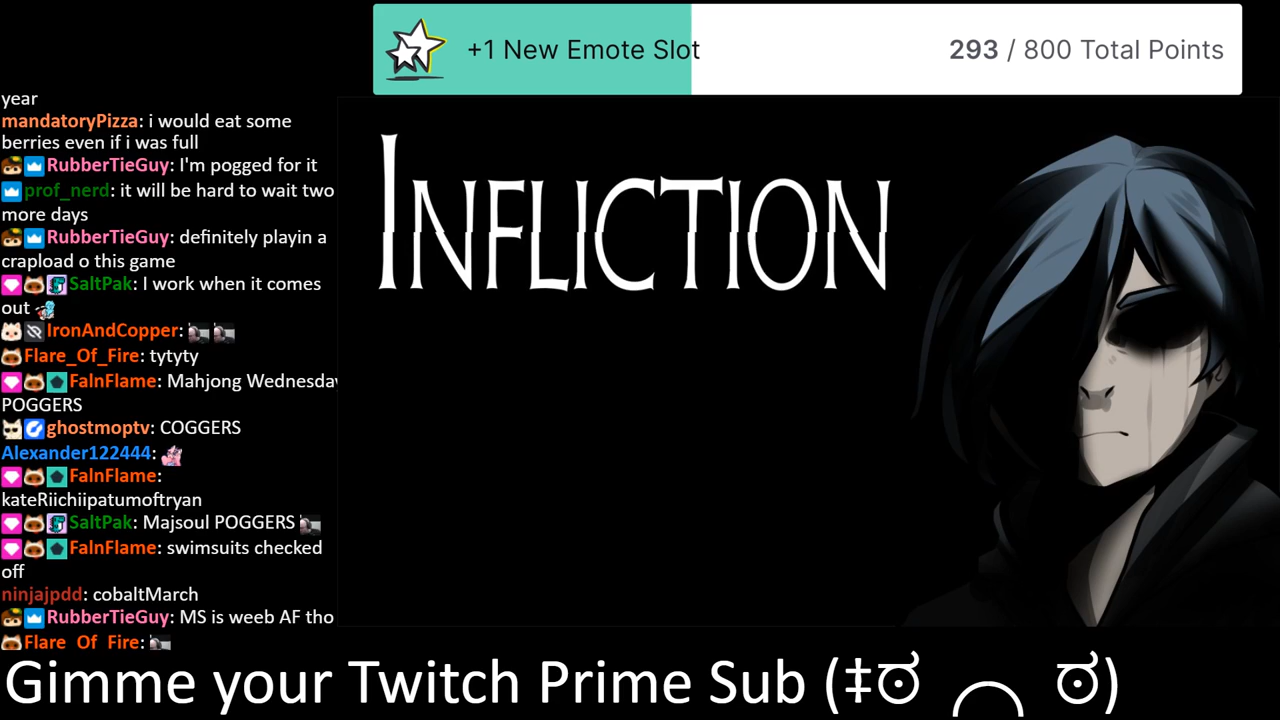 +1 New Emote Slot 293 / 800 Total Points
year
mandatoryPizza: i would eat some
berries even if i was full
RubberTieGuy: I'm pogged for it
prof_nerd: it will be hard to wait two
more days
RubberTieGuy: definitely playin a
crapload o this game
SaltPak: I work when it comes
out
IronAndCopper:
Flare_Of_Fire: tytyty
FalnFlame: Mahjong Wednesday
POGGERS
ghostmoptv: COGGERS
Alexander122444:
FalnFlame:
kateRiichiipatumoftryan
SaltPak: Majsoul POGGERS
FalnFlame: swimsuits checked
off
ninjajpdd: cobaltMarch
RubberTieGuy: MS is weeb AF tho
Flare_Of_Fire:
INFLICTION
Gimme your Twitch Prime Sub (‡ಠ ╭╮ ಠ)